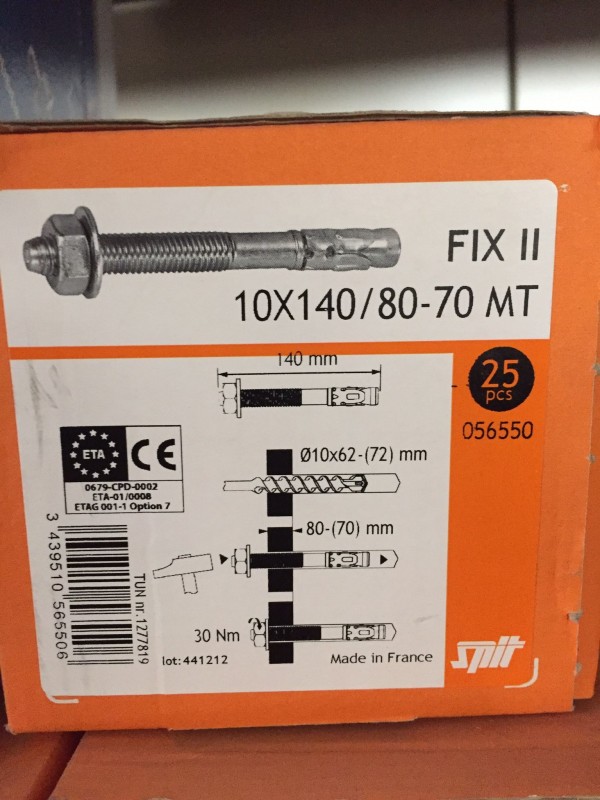 FIX II
10X140/80-70 MT
140 mm
25
pcs
056550
ETA
CE
0679-CPD-0002
ETA-01/0008
ETAG 001-1 Option 7
Ø10x62-(72) mm
80-(70) mm
30 Nm
3 439510 565506
TUN nr.1277819
lot:441212
Made in France
spit